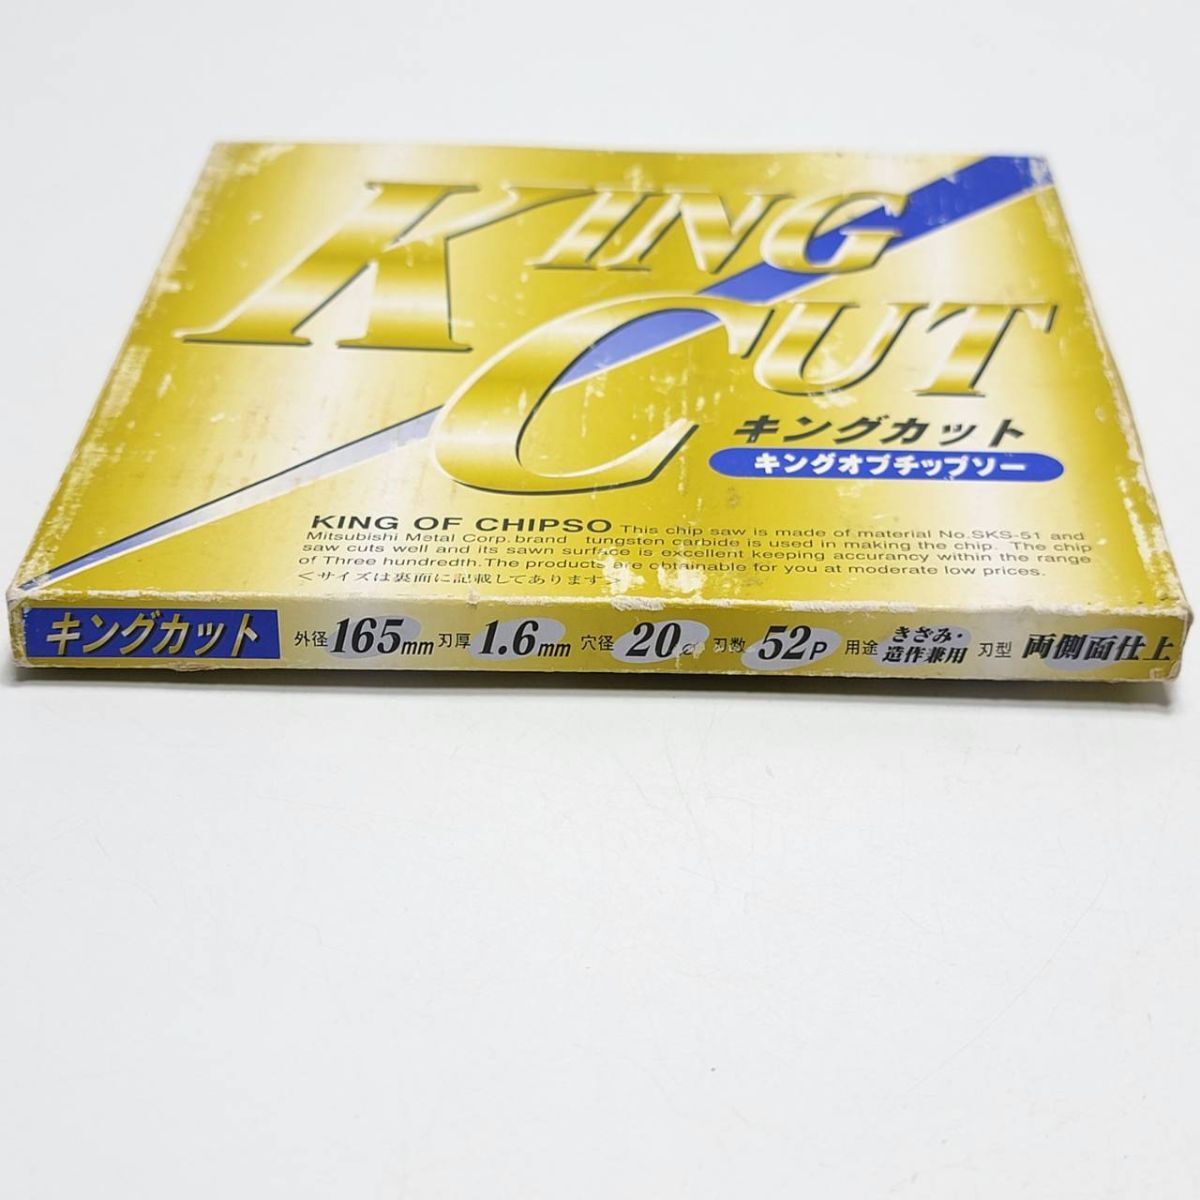 KING
CUT
キングカット
キングオブチップソー
KING OF CHIPSO This chip saw is made of material No.SKS-51 and
Mitsubishi Metal Corp. brand tungsten carbide is used in making the chip. The chip
saw cuts well and its sawn surface is excellent keeping accuracy within the range
of Three hundredth. The products are obtainable for you at moderate low prices.
＜サイズは裏面に記載してあります＞
キングカット 外径 165mm 刃厚 1.6mm 穴径 20⌀ 刃数 52P 用途 きざみ・造作兼用 刃型 両側面仕上